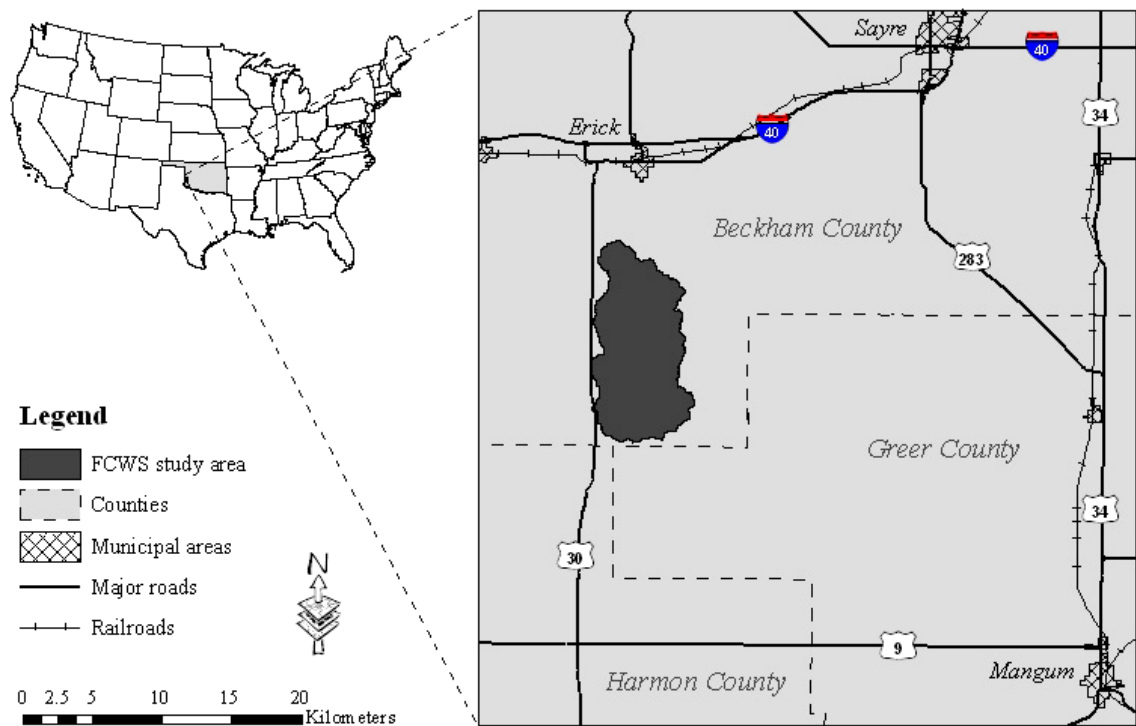 Sayre
40
34
Erick
40
Beckham County
283
Legend
FCWS study area
Counties
Municipal areas
Major roads
Railroads
N
Greer County
34
30
9
Mangum
Harmon County
0 2.5 5 10 15 20
Kilometers